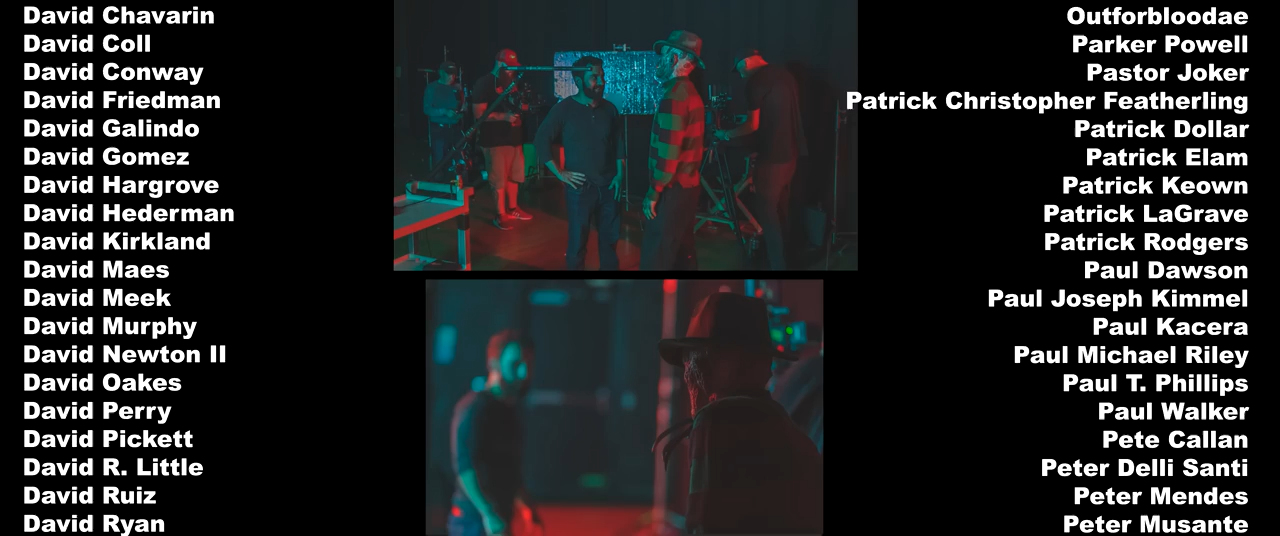 David Chavarin
David Coll
David Conway
David Friedman
David Galindo
David Gomez
David Hargrove
David Hederman
David Kirkland
David Maes
David Meek
David Murphy
David Newton II
David Oakes
David Perry
David Pickett
David R. Little
David Ruiz
David Ryan
Outforbloodae
Parker Powell
Pastor Joker
Patrick Christopher Featherling
Patrick Dollar
Patrick Elam
Patrick Keown
Patrick LaGrave
Patrick Rodgers
Paul Dawson
Paul Joseph Kimmel
Paul Kacera
Paul Michael Riley
Paul T. Phillips
Paul Walker
Pete Callan
Peter Delli Santi
Peter Mendes
Peter Musante